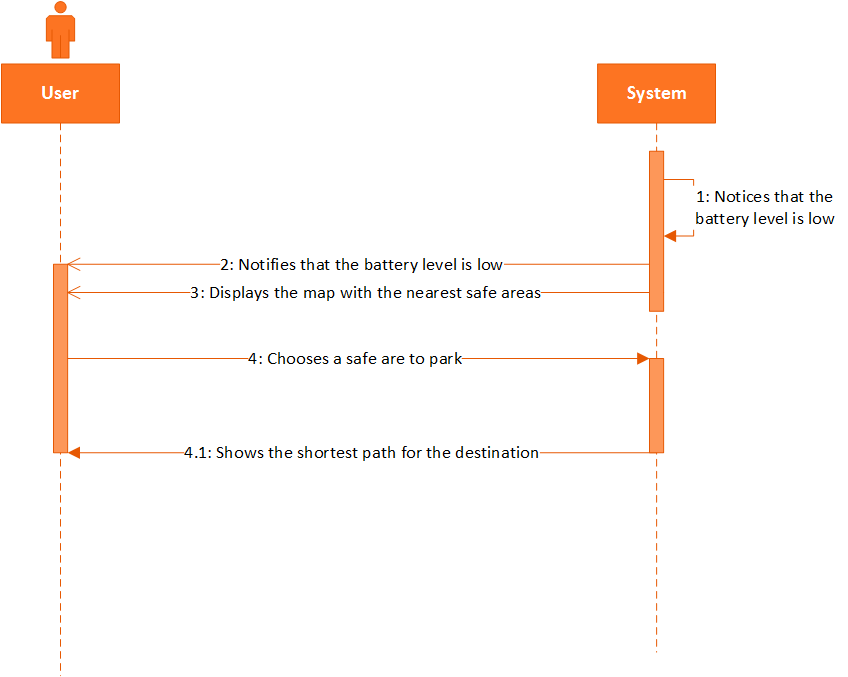 User
System
1: Notices that the
battery level is low
2: Notifies that the battery level is low
3: Displays the map with the nearest safe areas
4: Chooses a safe are to park
4.1: Shows the shortest path for the destination